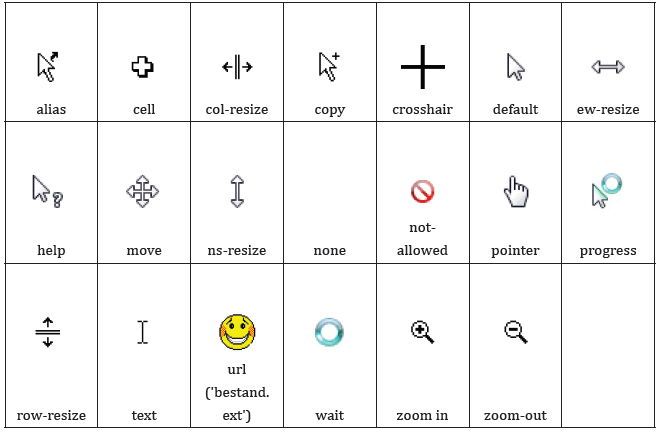 alias
cell
col-resize
copy
crosshair
default
ew-resize
help
move
ns-resize
none
not-
allowed
pointer
progress
row-resize
text
url
('bestand.
ext')
wait
zoom in
zoom-out